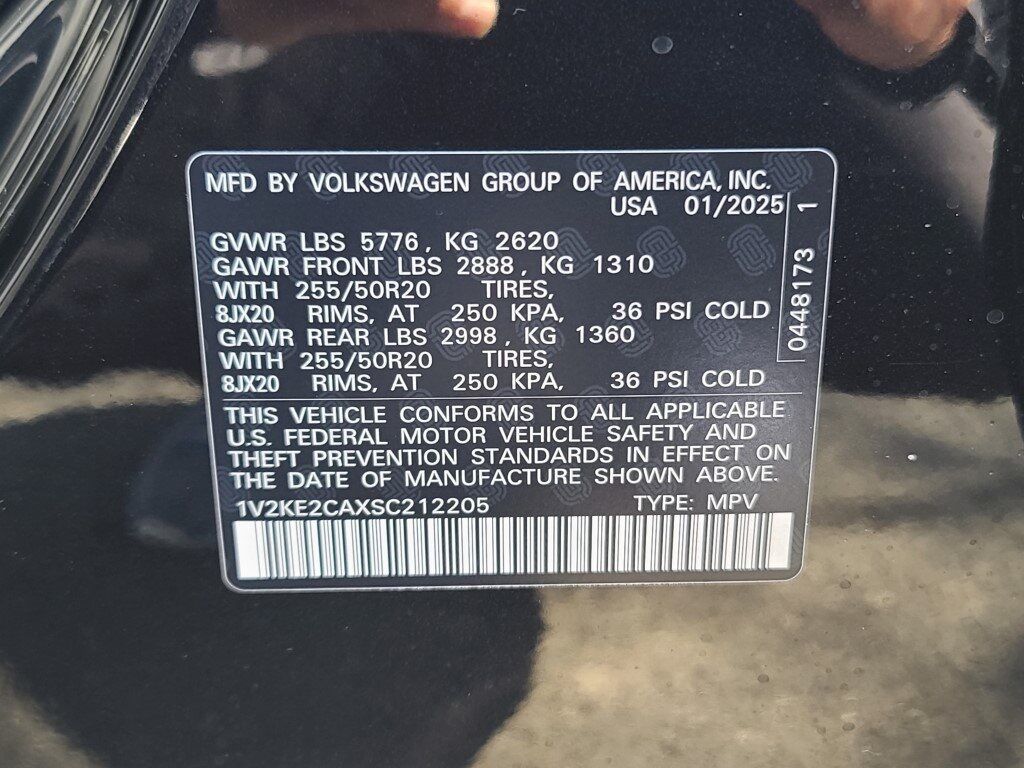 MFD BY VOLKSWAGEN GROUP OF AMERICA, INC.
USA 01/2025
GVWR LBS 5776, KG 2620
GAWR FRONT LBS 2888, KG 1310
WITH 255/50R20 TIRES,
8JX20 RIMS, AT 250 KPA, 36 PSI COLD
GAWR REAR LBS 2998, KG 1360
WITH 255/50R20 TIRES,
8JX20 RIMS, AT 250 KPA, 36 PSI COLD
0448173 1
THIS VEHICLE CONFORMS TO ALL APPLICABLE
U.S. FEDERAL MOTOR VEHICLE SAFETY AND
THEFT PREVENTION STANDARDS IN EFFECT ON
THE DATE OF MANUFACTURE SHOWN ABOVE.
1V2KE2CAXSC212205 TYPE: MPV